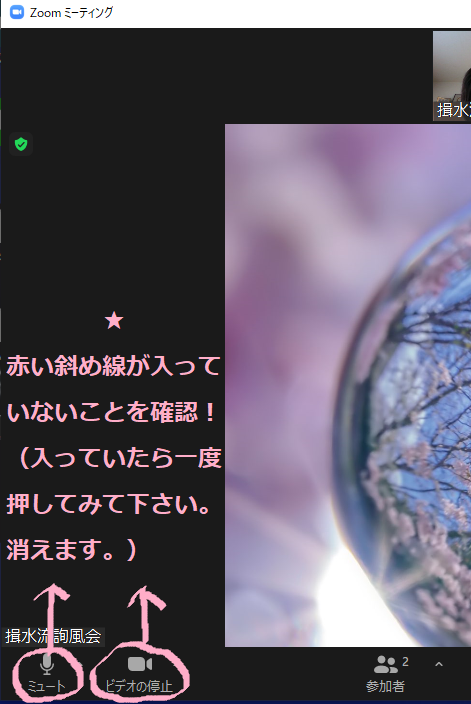 Zoom ミーティング
揖水
★
赤い斜め線が入って
いないことを確認！
（入っていたら一度
押してみて下さい。
消えます。）
揖水流詢風会
ミュート
ビデオの停止
参加者
2